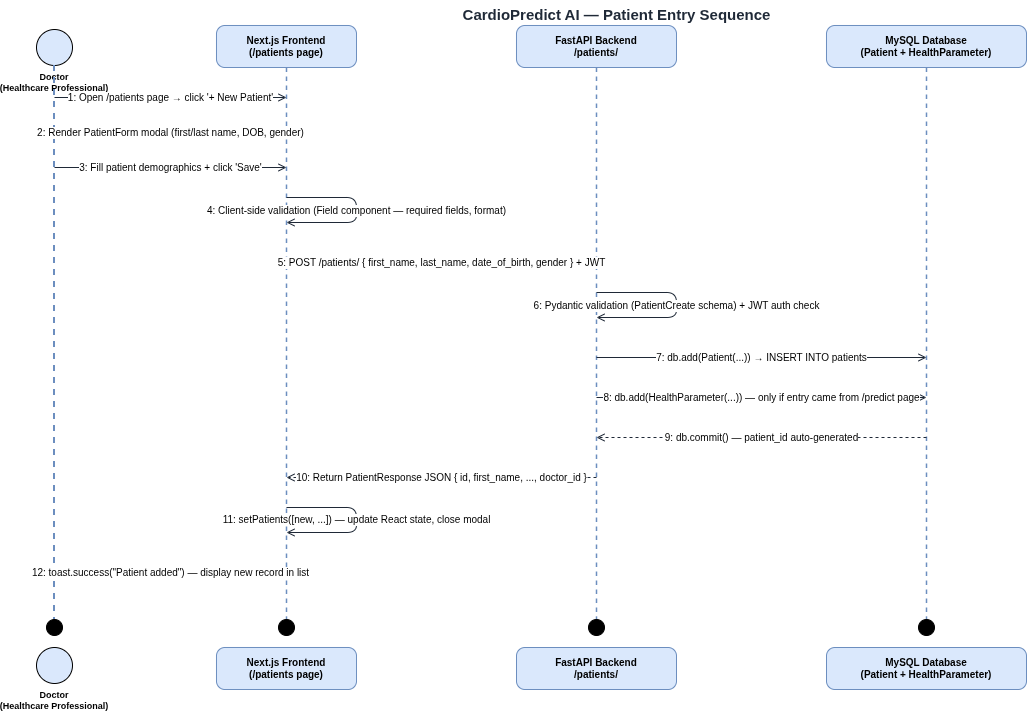 CardioPredict AI — Patient Entry Sequence
Doctor
(Healthcare Professional)
Next.js Frontend
(/patients page)
FastAPI Backend
/patients/
MySQL Database
(Patient + HealthParameter)
1: Open /patients page → click '+ New Patient'
2: Render PatientForm modal (first/last name, DOB, gender)
3: Fill patient demographics + click 'Save'
4: Client-side validation (Field component — required fields, format)
5: POST /patients/ { first_name, last_name, date_of_birth, gender } + JWT
6: Pydantic validation (PatientCreate schema) + JWT auth check
7: db.add(Patient(...)) → INSERT INTO patients
8: db.add(HealthParameter(...)) — only if entry came from /predict page
9: db.commit() — patient_id auto-generated
10: Return PatientResponse JSON { id, first_name, ..., doctor_id }
11: setPatients([new, ...]) — update React state, close modal
12: toast.success("Patient added") — display new record in list
Doctor
(Healthcare Professional)
Next.js Frontend
(/patients page)
FastAPI Backend
/patients/
MySQL Database
(Patient + HealthParameter)